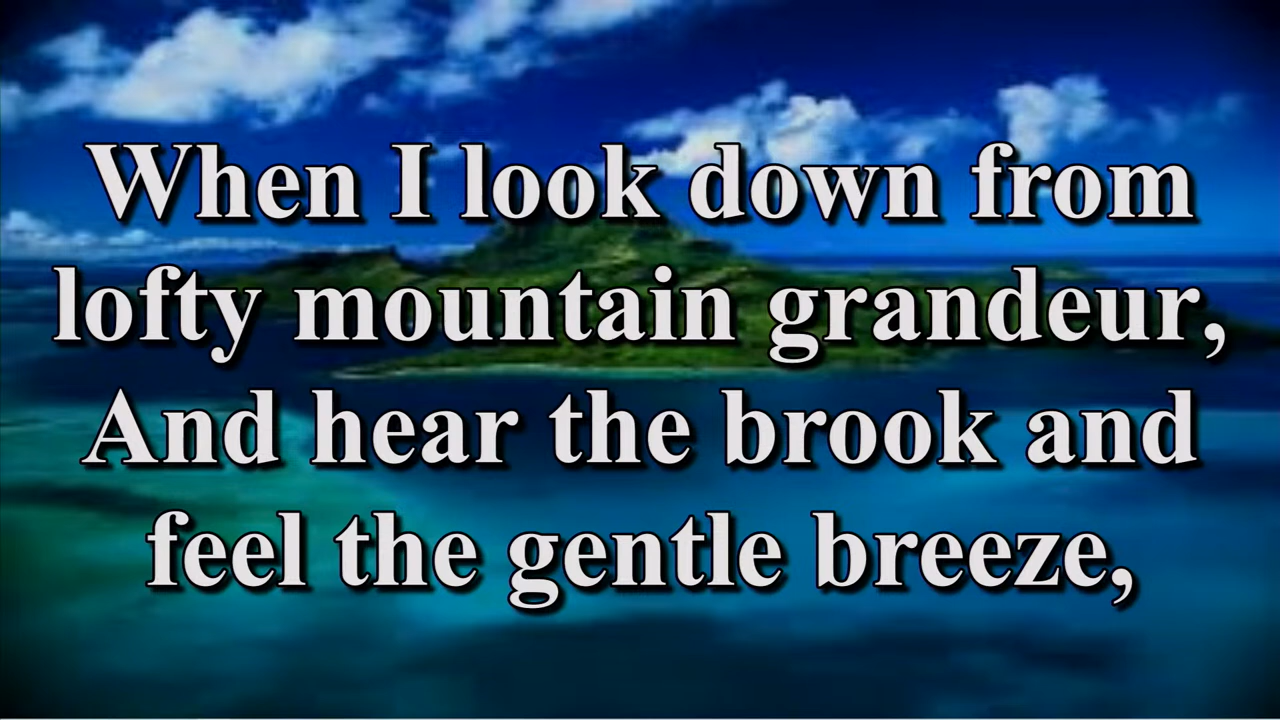 When I look down from
lofty mountain grandeur,
And hear the brook and
feel the gentle breeze,